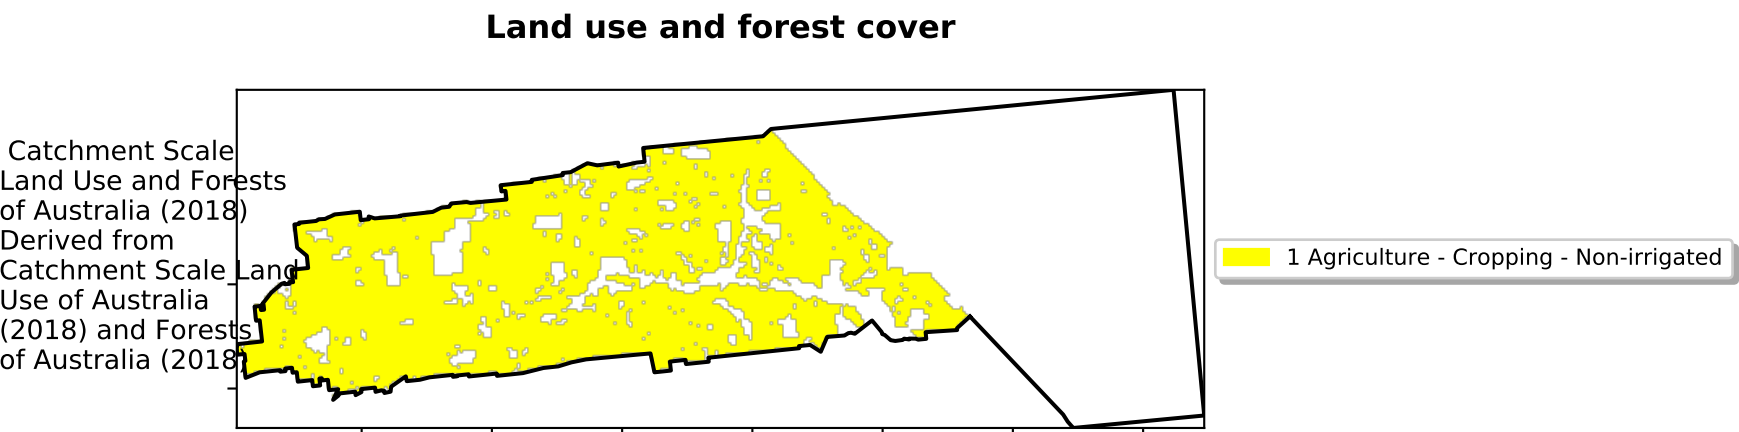 Land use and forest cover
Catchment Scale
Land Use and Forests
of Australia (2018)
Derived from
Catchment Scale Land
Use of Australia
(2018) and Forests
of Australia (2018)
1 Agriculture - Cropping - Non-irrigated